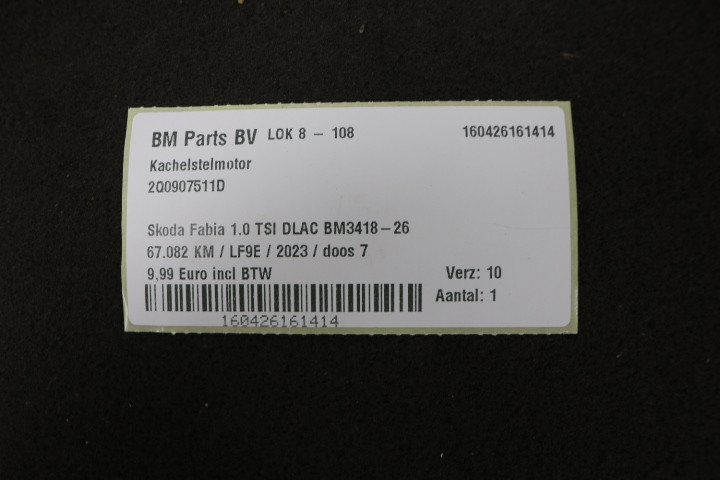 BM Parts BV LOK 8 - 108 160426161414
Kachelstelmotor
2Q0907511D
Skoda Fabia 1.0 TSI DLAC BM3418-26
67.082 KM / LF9E / 2023 / doos 7
9,99 Euro incl BTW Verz: 10
Aantal: 1
160426161414